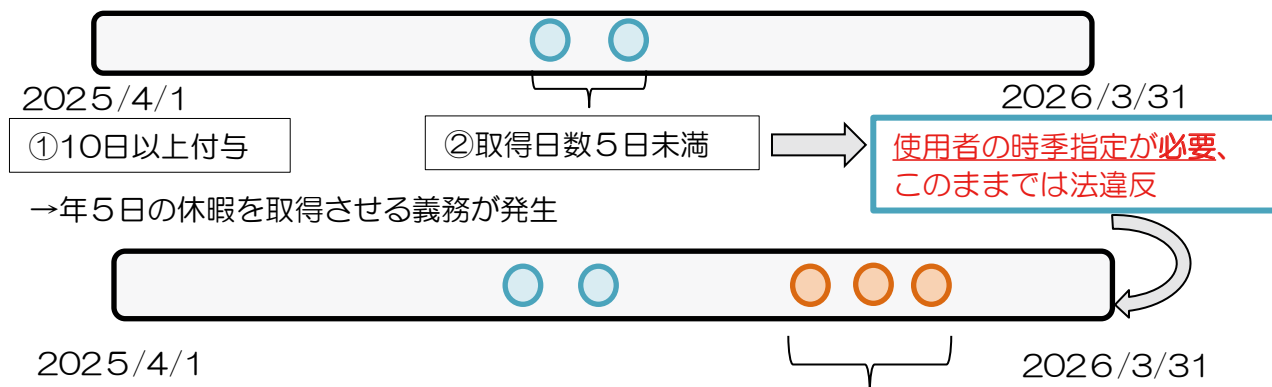 2025/4/1
2026/3/31
①10日以上付与
②取得日数5日未満
使用者の時季指定が必要、
このままでは法違反
→年5日の休暇を取得させる義務が発生
2025/4/1
2026/3/31